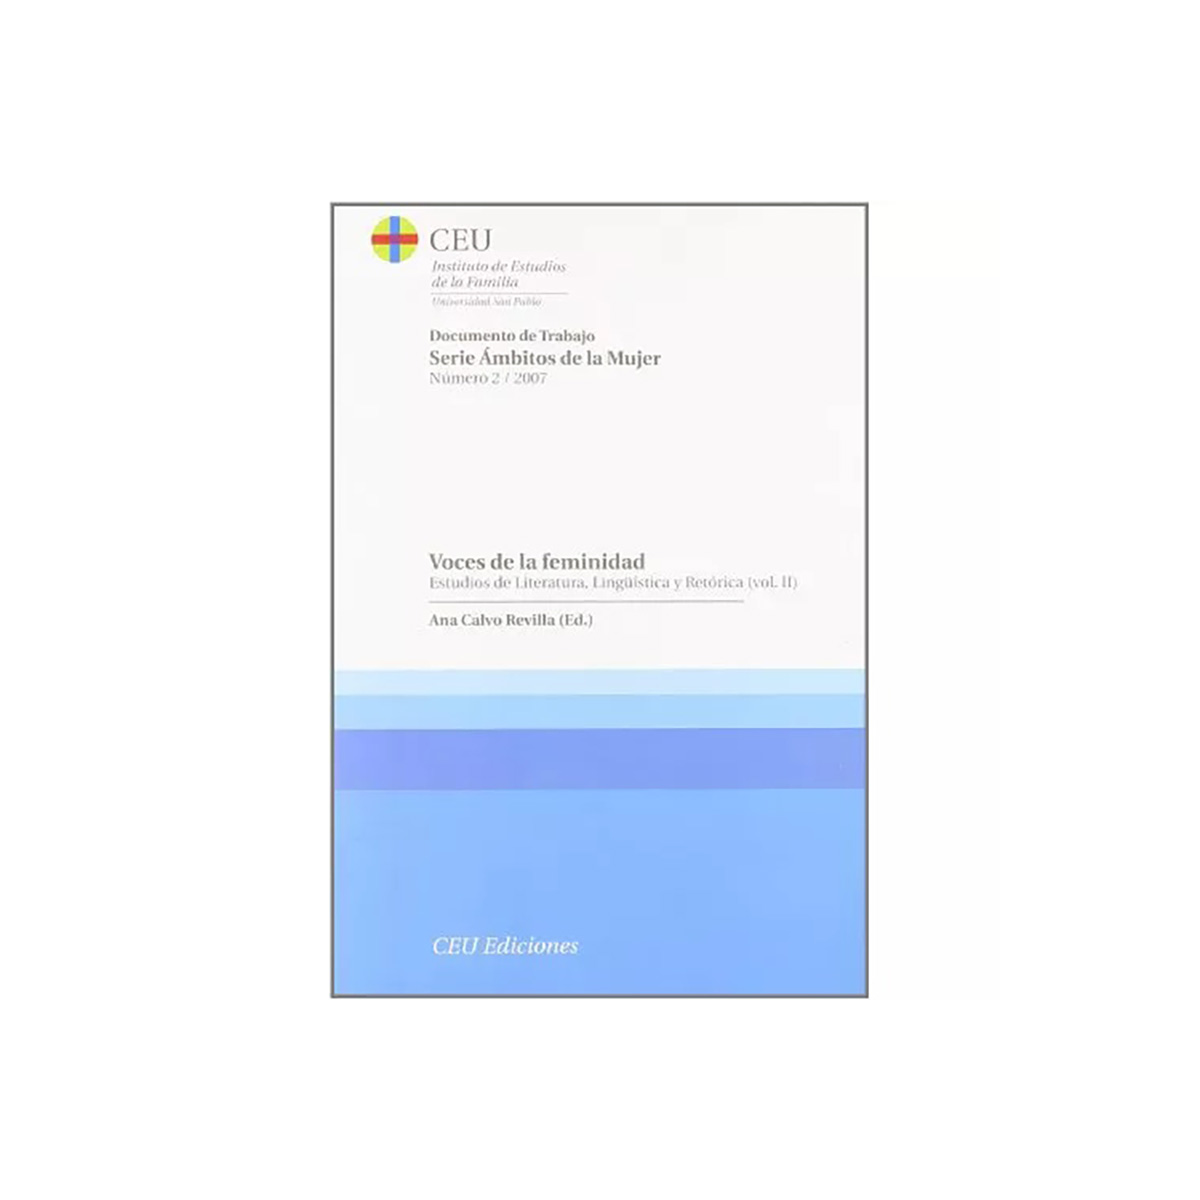 CEU
Instituto de Estudios
de la Familia
Universidad San Pablo
Documento de Trabajo
Serie Ámbitos de la Mujer
Número 2 / 2007
Voces de la feminidad
Estudios de Literatura, Lingüística y Retórica (vol. II)
Ana Calvo Revilla (Ed.)
CEU Ediciones